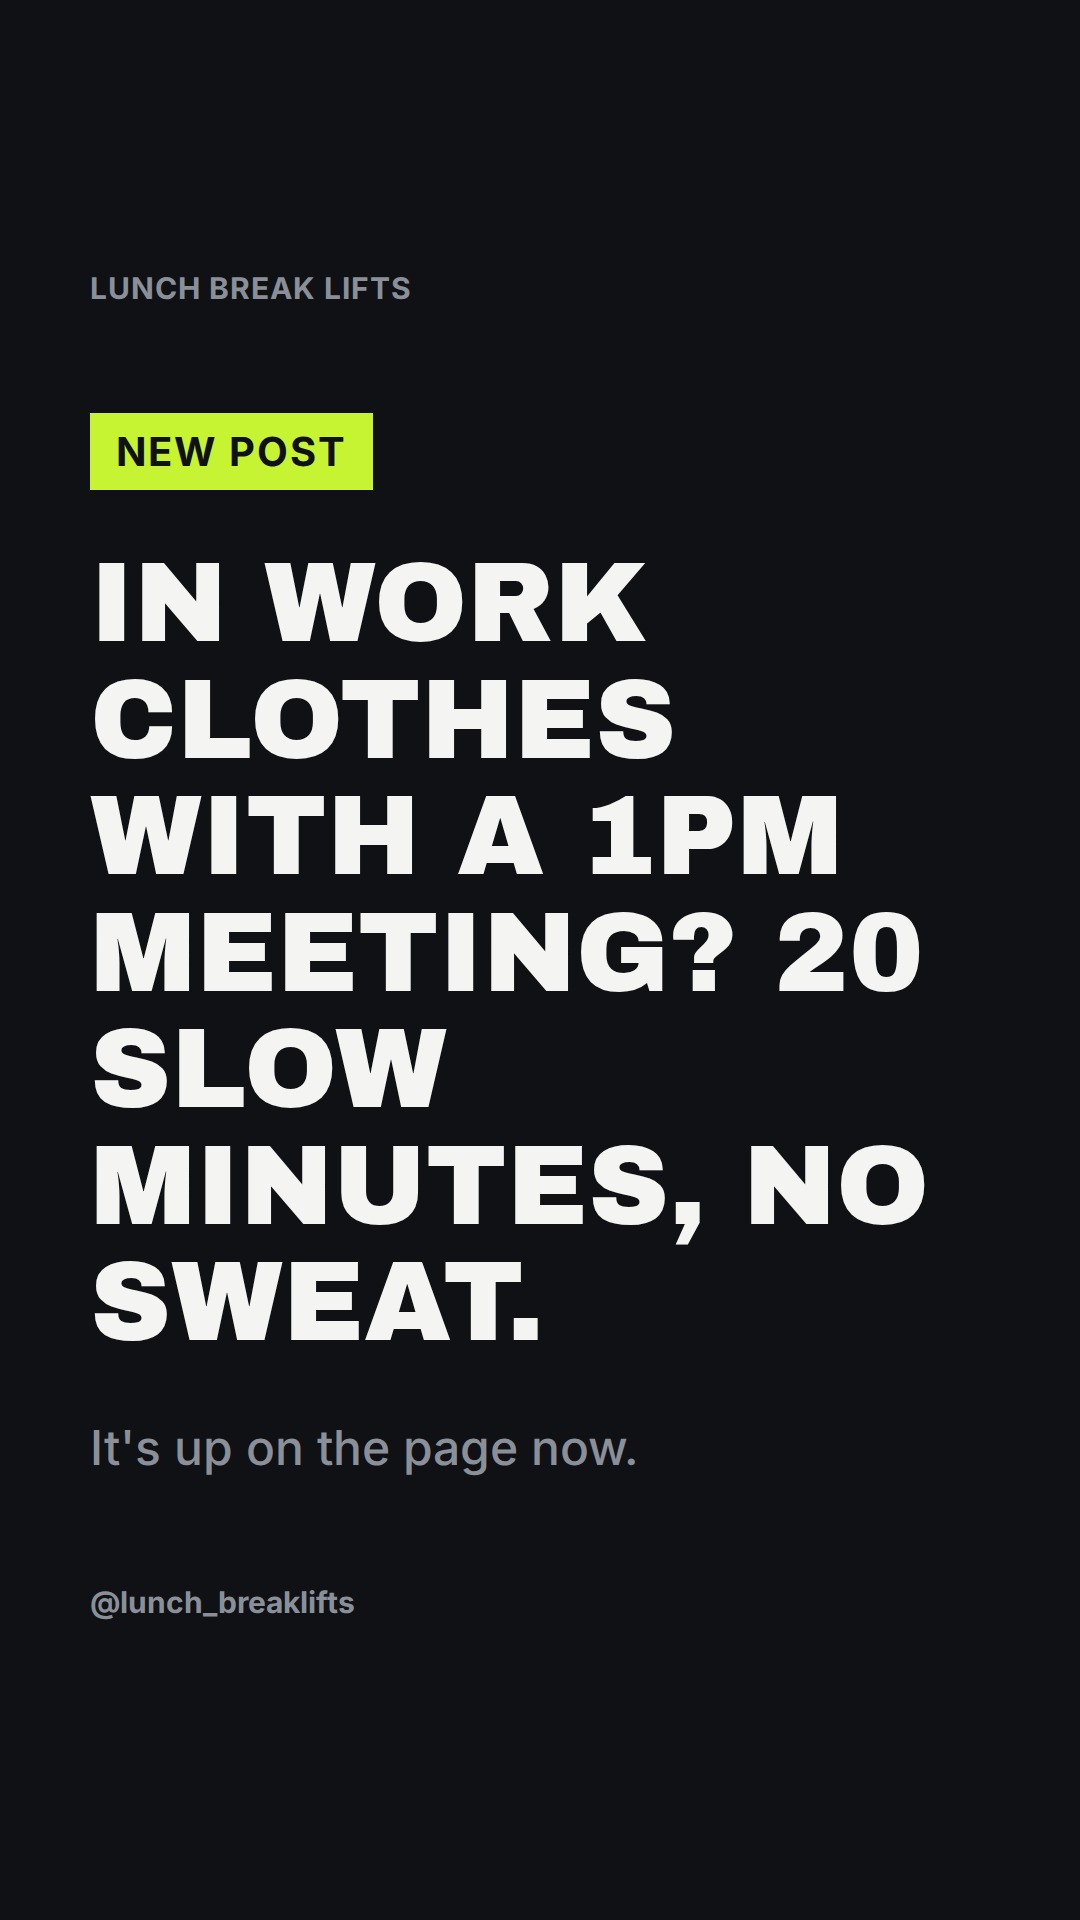 LUNCH BREAK LIFTS
NEW POST
IN WORK
CLOTHES
WITH A 1PM
MEETING? 20
SLOW
MINUTES, NO
SWEAT.
It's up on the page now.
@lunch_breaklifts